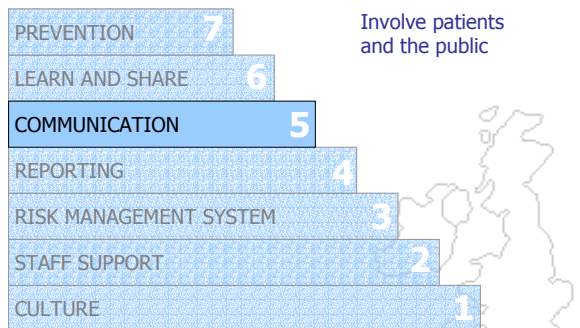 PREVENTION 7
Involve patients
and the public
LEARN AND SHARE 6
COMMUNICATION 5
REPORTING 4
RISK MANAGEMENT SYSTEM 3
STAFF SUPPORT 2
CULTURE 1